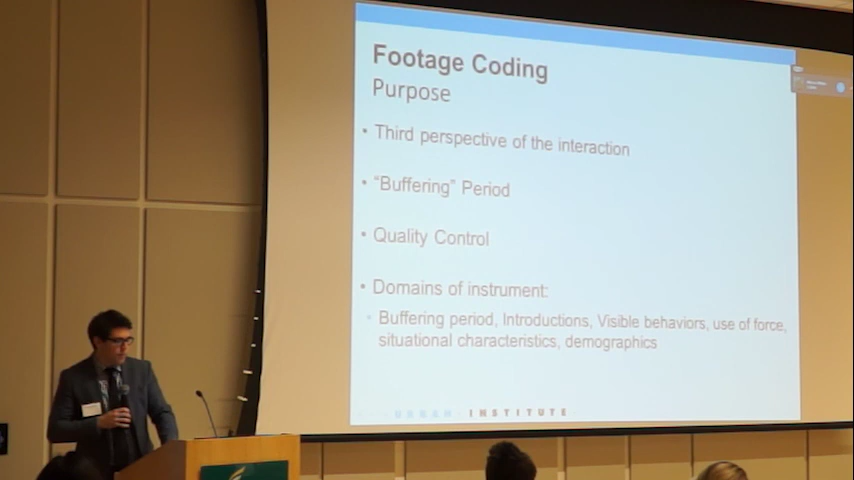 Footage Coding
Purpose
• Third perspective of the interaction
• “Buffering” Period
• Quality Control
• Domains of instrument:
• Buffering period, Introductions, Visible behaviors, use of force,
situational characteristics, demographics
URBAN INSTITUTE